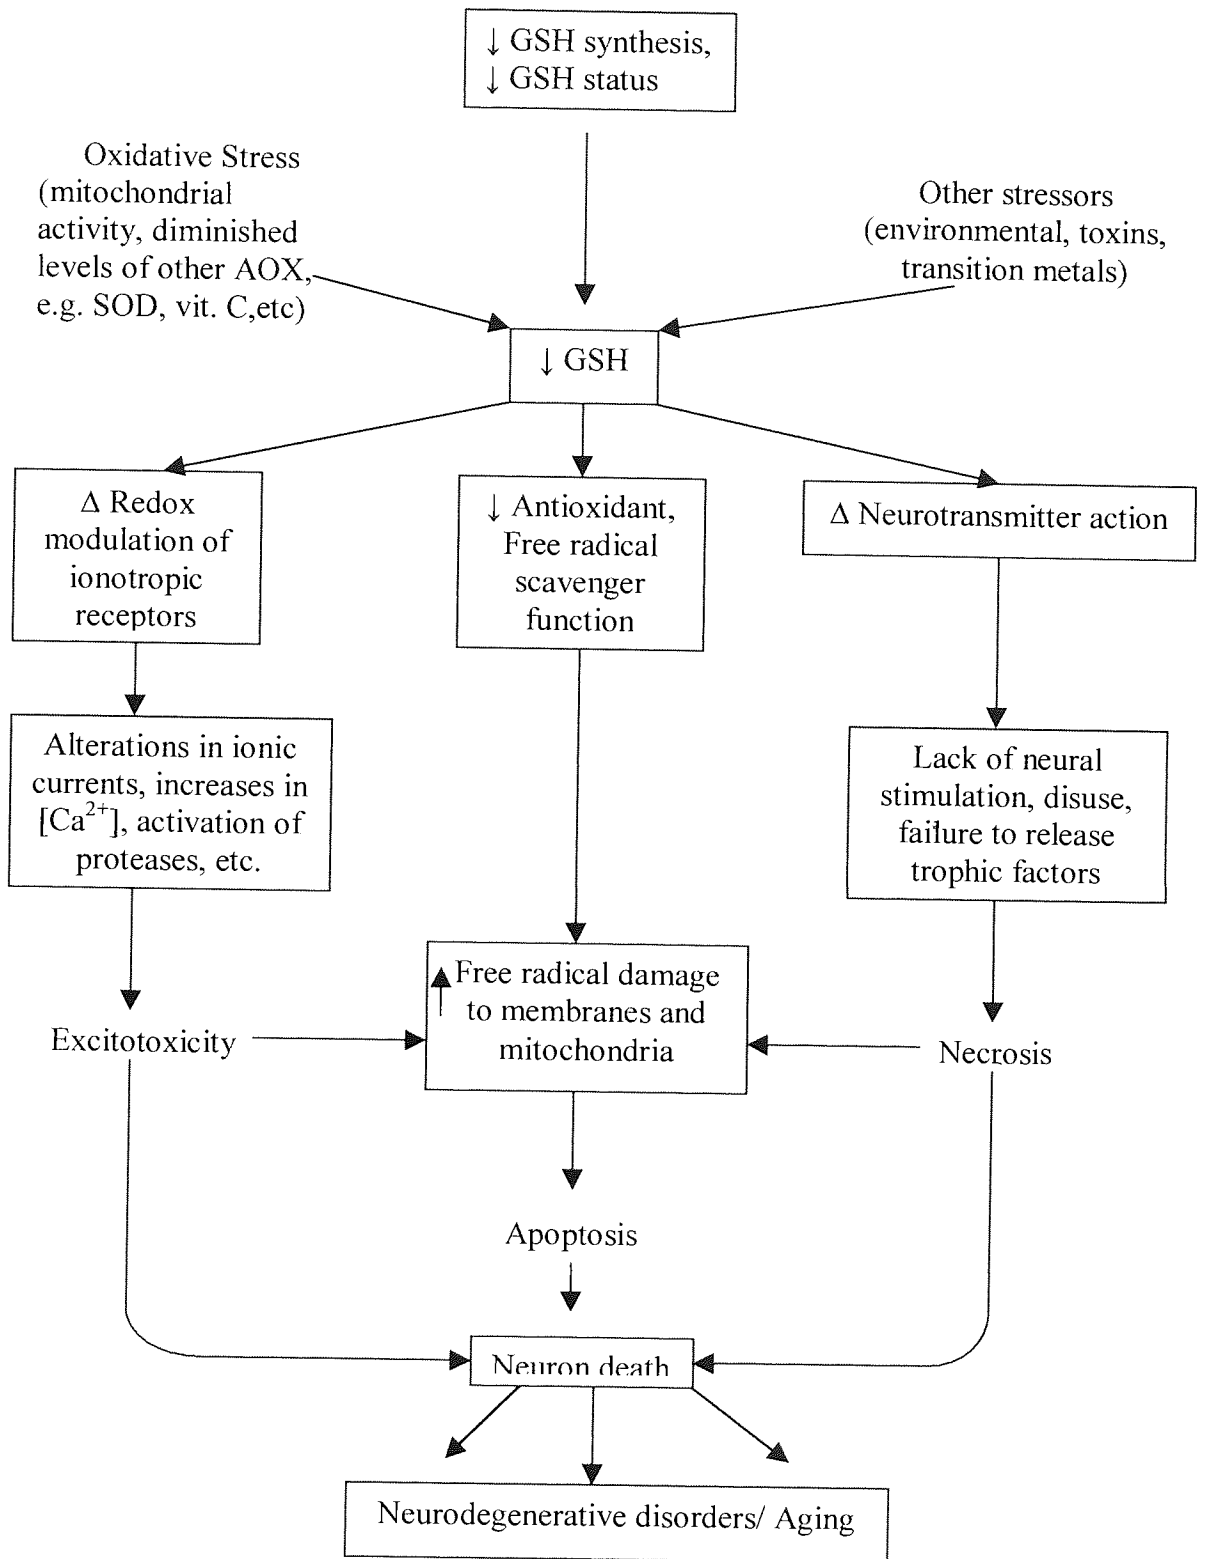 ↓ GSH synthesis,
↓ GSH status
Oxidative Stress
(mitochondrial
activity, diminished
levels of other AOX,
e.g. SOD, vit. C,etc)
Other stressors
(environmental, toxins,
transition metals)
↓ GSH
Δ Redox
modulation of
ionotropic
receptors
↓ Antioxidant,
Free radical
scavenger
function
Δ Neurotransmitter action
Alterations in ionic
currents, increases in
[Ca²⁺], activation of
proteases, etc.
Lack of neural
stimulation, disuse,
failure to release
trophic factors
↑ Free radical damage
to membranes and
mitochondria
Excitotoxicity
Necrosis
Apoptosis
Neuron death
Neurodegenerative disorders/ Aging